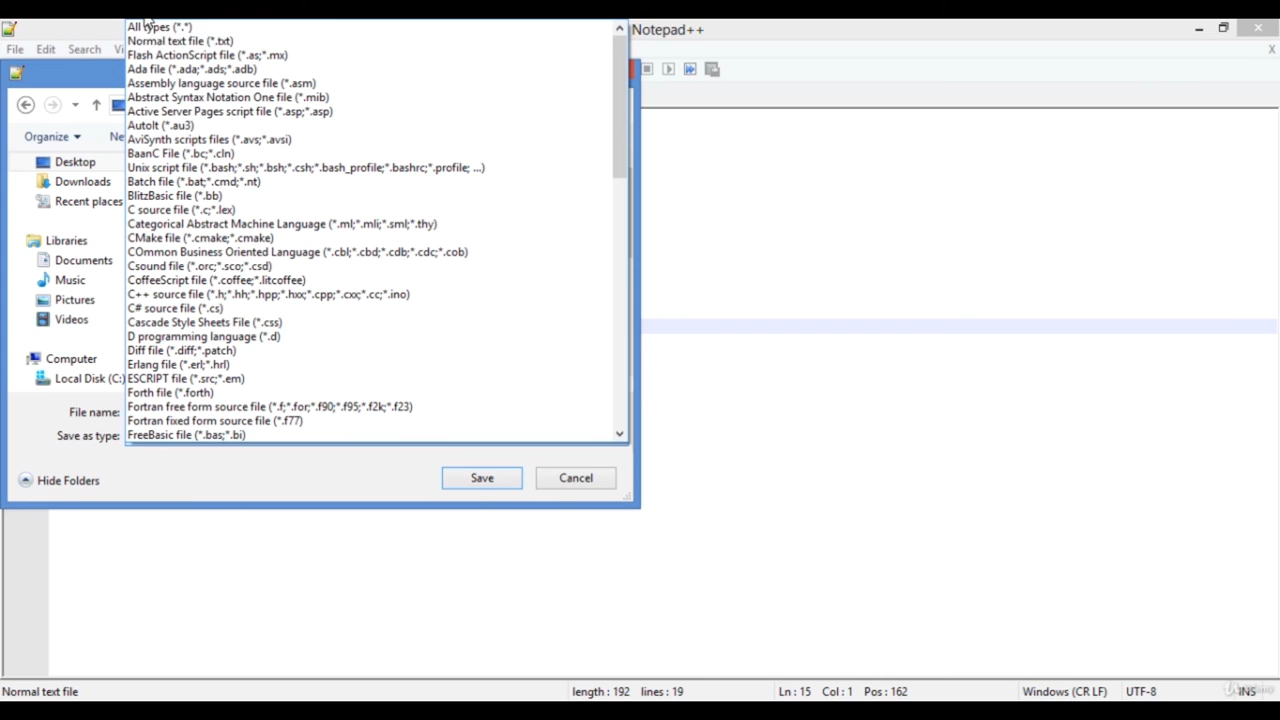 Notepad++
File Edit Search Vi
X
Organize
Ne
Desktop
Downloads
Recent places
Libraries
Documents
Music
Pictures
Videos
Computer
Local Disk (C:)
All types (*.*)
Normal text file (*.txt)
Flash ActionScript file (*.as;*.mx)
Ada file (*.ada;*.ads;*.adb)
Assembly language source file (*.asm)
Abstract Syntax Notation One file (*.mib)
Active Server Pages script file (*.asp;*.asp)
AutoIt (*.au3)
AviSynth scripts files (*.avs;*.avsi)
BaanC File (*.bc;*.cln)
Unix script file (*.bash;*.sh;*.bsh;*.csh;*.bash_profile;*.bashrc;*.profile; ...)
Batch file (*.bat;*.cmd;*.nt)
BlitzBasic file (*.bb)
C source file (*.c;*.lex)
Categorical Abstract Machine Language (*.ml;*.mli;*.sml;*.thy)
CMake file (*.cmake;*.cmake)
COmmon Business Oriented Language (*.cbl;*.cbd;*.cdb;*.cdc;*.cob)
Csound file (*.orc;*.sco;*.csd)
CoffeeScript file (*.coffee;*.litcoffee)
C++ source file (*.h;*.hh;*.hpp;*.hxx;*.cpp;*.cxx;*.cc;*.ino)
C# source file (*.cs)
Cascade Style Sheets File (*.css)
D programming language (*.d)
Diff file (*.diff;*.patch)
Erlang file (*.erl;*.hrl)
ESCRIPT file (*.src;*.em)
Forth file (*.forth)
Fortran free form source file (*.f;*.for;*.f90;*.f95;*.f2k;*.f23)
Fortran fixed form source file (*.f77)
FreeBasic file (*.bas;*.bi)
File name:
Save as type:
Hide Folders
Save
Cancel
Normal text file
length : 192 lines : 19
Ln : 15 Col : 1 Pos : 162
Windows (CR LF)
UTF-8
INS